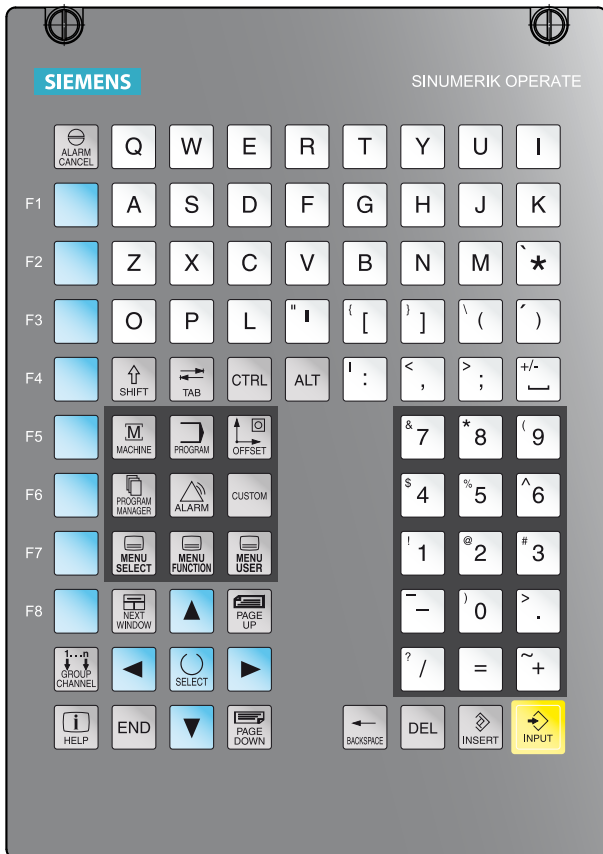 SIEMENS SINUMERIK OPERATE
ALARM CANCEL Q W E R T Y U I
F1 A S D F G H J K
F2 Z X C V B N M ` *
F3 O P L " ' { [ } ] \ ( ´ )
F4 SHIFT TAB CTRL ALT | : < , > ; +/-
F5 M MACHINE PROGRAM OFFSET & 7 * 8 ( 9
F6 PROGRAM MANAGER ALARM CUSTOM $ 4 % 5 ^ 6
F7 MENU SELECT MENU FUNCTION MENU USER ! 1 @ 2 # 3
F8 NEXT WINDOW PAGE UP – – ) 0 > .
1...n GROUP CHANNEL SELECT ? / = ~ +
i HELP END PAGE DOWN BACKSPACE DEL INSERT INPUT